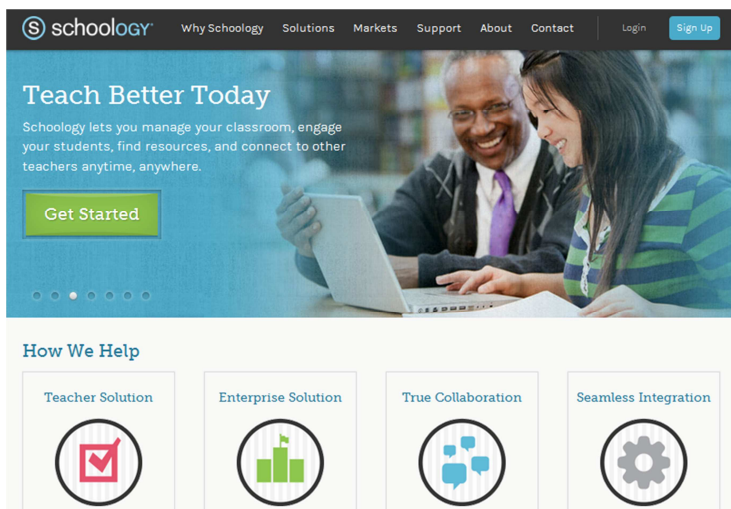 S schoology
Why Schoology Solutions Markets Support About Contact Login Sign Up
Teach Better Today
Schoology lets you manage your classroom, engage
your students, find resources, and connect to other
teachers anytime, anywhere.
Get Started
How We Help
Teacher Solution
Enterprise Solution
True Collaboration
Seamless Integration